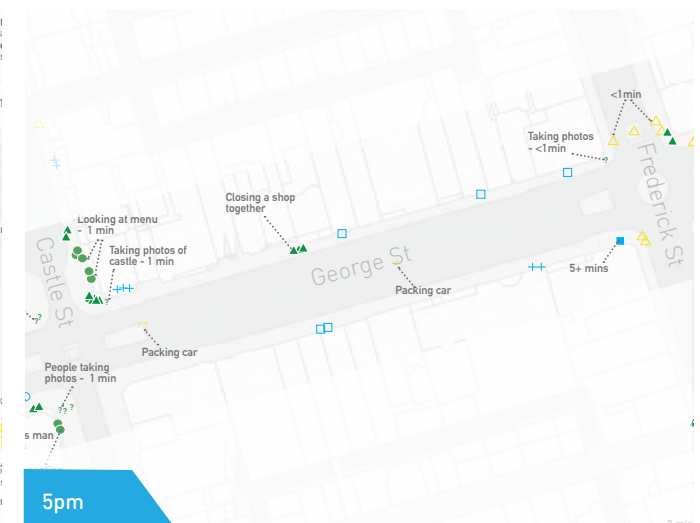 <1min
Taking photos
- <1min
Frederick St
Closing a shop
together
Looking at menu
- 1 min
Taking photos of
castle - 1 min
Castle St
George St
5+ mins
Packing car
Packing car
People taking
photos - 1 min
s man
5pm